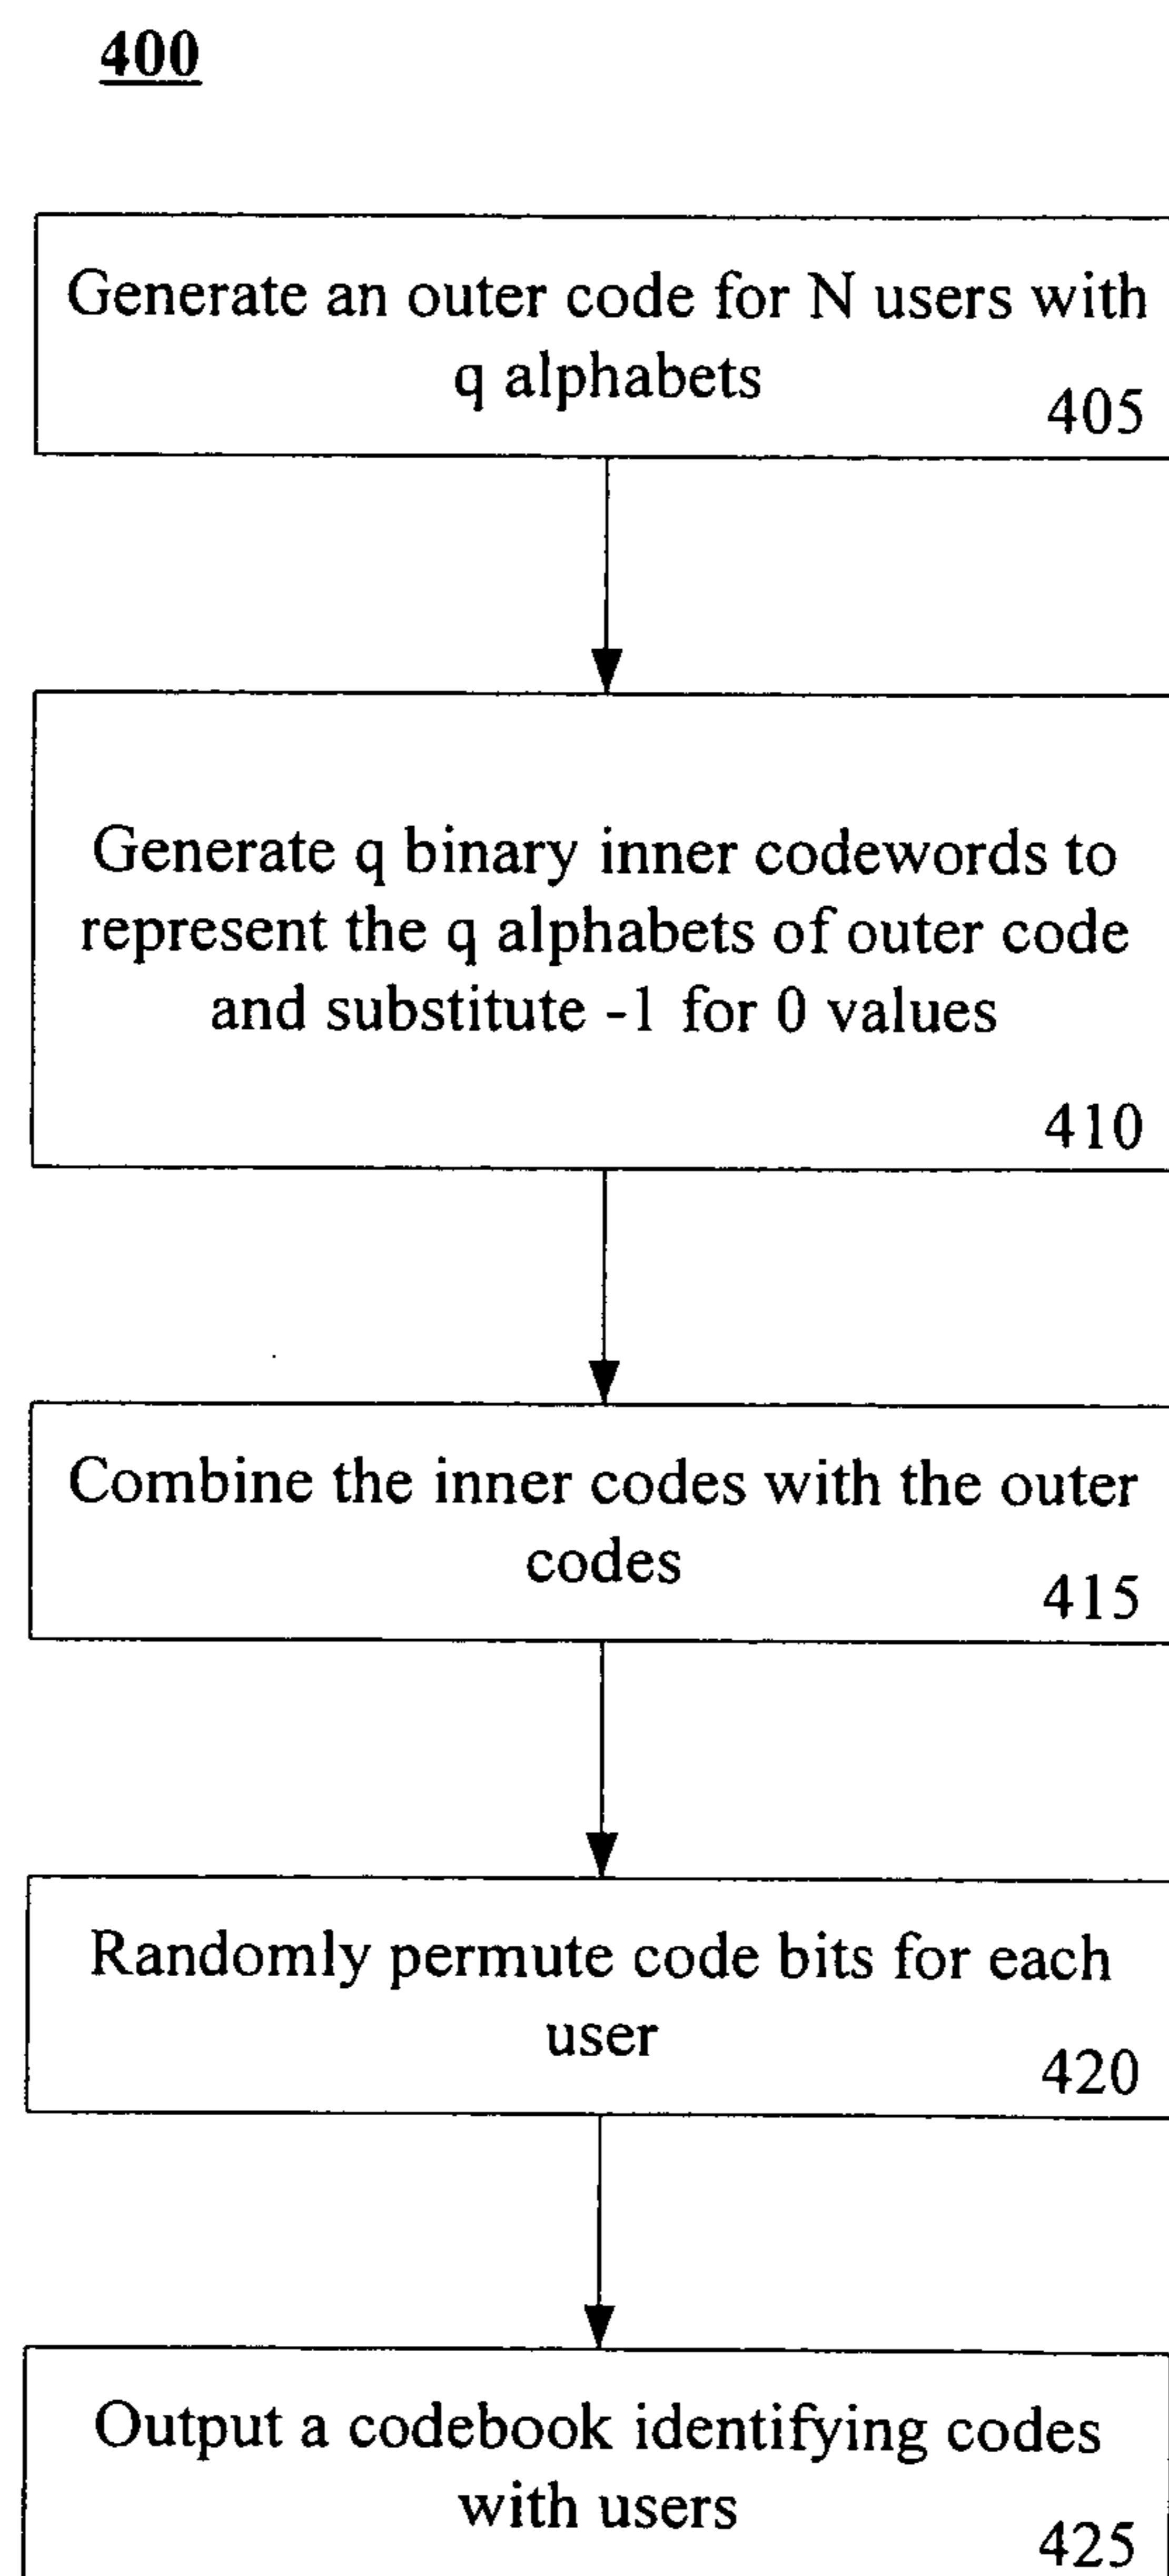 400
Generate an outer code for N users with
q alphabets
405
Generate q binary inner codewords to
represent the q alphabets of outer code
and substitute -1 for 0 values
410
Combine the inner codes with the outer
codes
415
Randomly permute code bits for each
user
420
Output a codebook identifying codes
with users
425